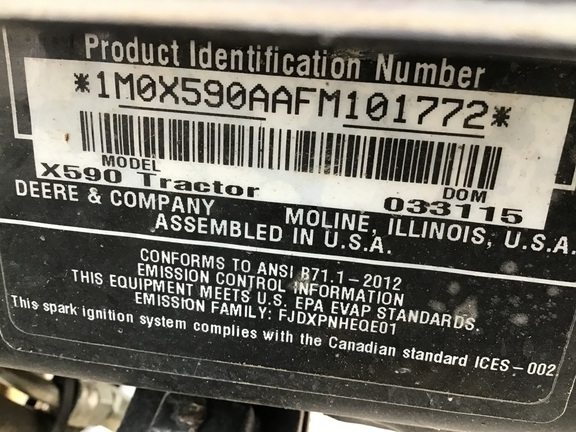 Product Identification Number
*1M0X590AAFM101772*
MODEL DOM
X590 Tractor 033115
DEERE & COMPANY MOLINE, ILLINOIS, U.S.A.
ASSEMBLED IN U.S.A.
CONFORMS TO ANSI B71.1-2012
EMISSION CONTROL INFORMATION
THIS EQUIPMENT MEETS U.S. EPA EVAP STANDARDS.
EMISSION FAMILY: FJDXPNHEQE01
This spark ignition system complies with the Canadian standard ICES-002